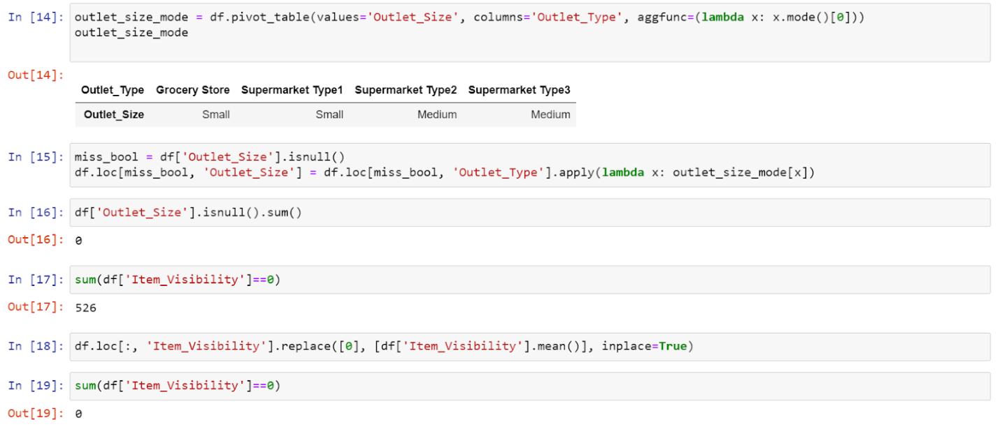 In [14]: outlet_size_mode = df.pivot_table(values='Outlet_Size', columns='Outlet_Type', aggfunc=(lambda x: x.mode()[0]))
outlet_size_mode
Out[14]:
Outlet_Type Grocery Store Supermarket Type1 Supermarket Type2 Supermarket Type3
Outlet_Size Small Small Medium Medium
In [15]: miss_bool = df['Outlet_Size'].isnull()
df.loc[miss_bool, 'Outlet_Size'] = df.loc[miss_bool, 'Outlet_Type'].apply(lambda x: outlet_size_mode[x])
In [16]: df['Outlet_Size'].isnull().sum()
Out[16]: 0
In [17]: sum(df['Item_Visibility']==0)
Out[17]: 526
In [18]: df.loc[:, 'Item_Visibility'].replace([0], [df['Item_Visibility'].mean()], inplace=True)
In [19]: sum(df['Item_Visibility']==0)
Out[19]: 0